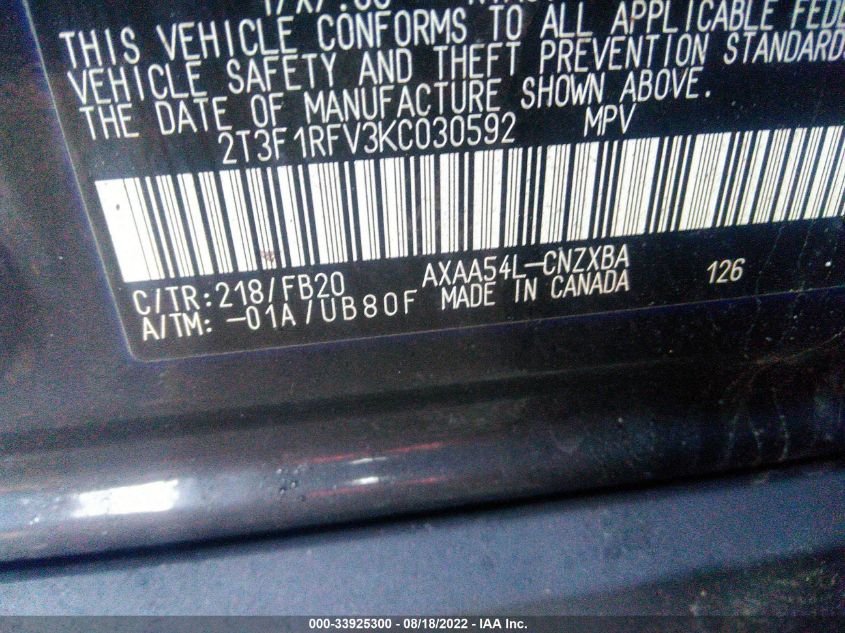 THIS VEHICLE CONFORMS TO ALL APPLICABLE
VEHICLE SAFETY AND THEFT PREVENTION STANDARD
THE DATE OF MANUFACTURE SHOWN ABOVE.
2T3F1RFV3KC030592 MPV
C/TR:218/FB20 AXAA54L-CNZXBA 126
A/TM: -01A/UB80F MADE IN CANADA
000-33925300 - 08/18/2022 - IAA Inc.